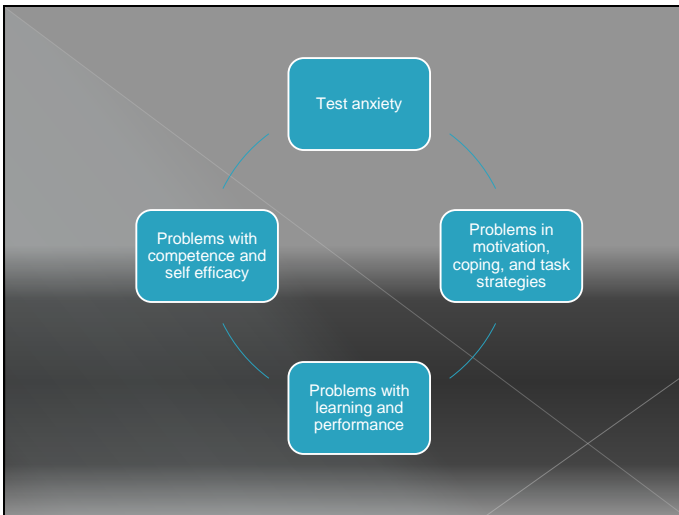 Test anxiety
Problems with
competence and
self efficacy
Problems in
motivation,
coping, and task
strategies
Problems with
learning and
performance